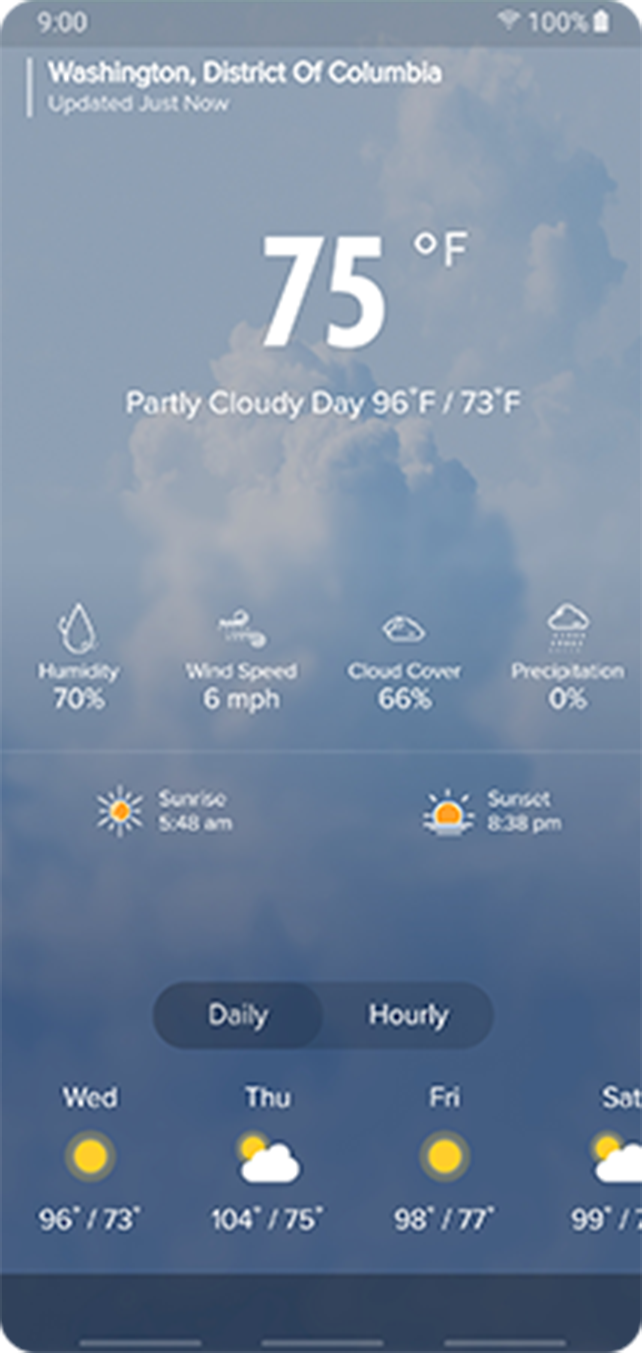 9:00 100%
Washington, District Of Columbia
Updated Just Now
75 °F
Partly Cloudy Day 96°F / 73°F
Humidity Wind Speed Cloud Cover Precipitation
70% 6 mph 66% 0%
Sunrise Sunset
5:48 am 8:38 pm
Daily Hourly
Wed Thu Fri Sat
96° / 73° 104° / 75° 98° / 77° 99° /